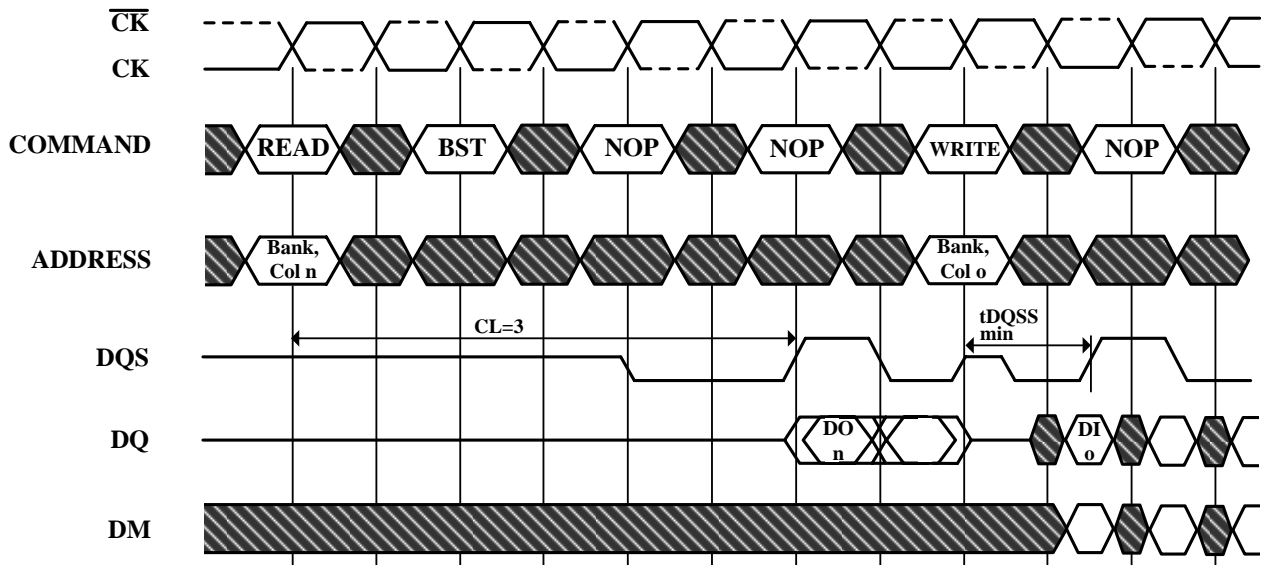 CK
CK
COMMAND
READ
BST
NOP
NOP
WRITE
NOP
ADDRESS
Bank,
Col n
Bank,
Col o
CL=3
tDQSS
min
DQS
DQ
DO
n
DI
o
DM